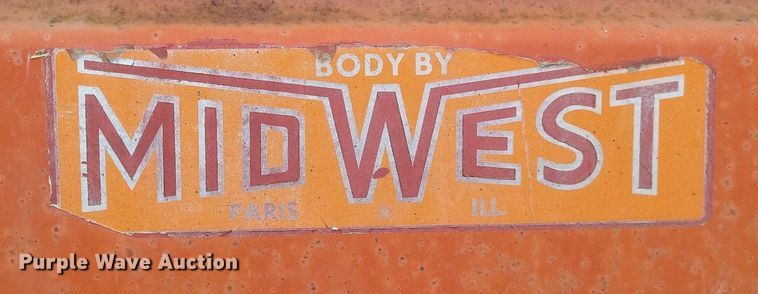 BODY BY
MIDWEST
PARIS ® ILL
Purple Wave Auction